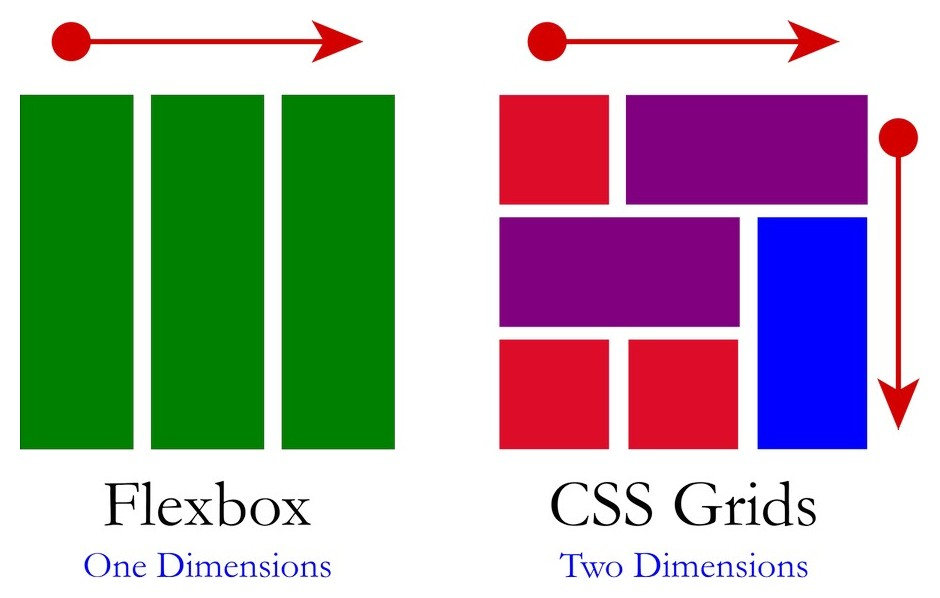 Flexbox
One Dimensions
CSS Grids
Two Dimensions